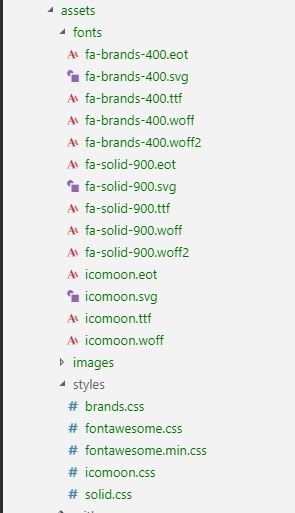 assets
fonts
fa-brands-400.eot
fa-brands-400.svg
fa-brands-400.ttf
fa-brands-400.woff
fa-brands-400.woff2
fa-solid-900.eot
fa-solid-900.svg
fa-solid-900.ttf
fa-solid-900.woff
fa-solid-900.woff2
icomoon.eot
icomoon.svg
icomoon.ttf
icomoon.woff
images
styles
brands.css
fontawesome.css
fontawesome.min.css
icomoon.css
solid.css